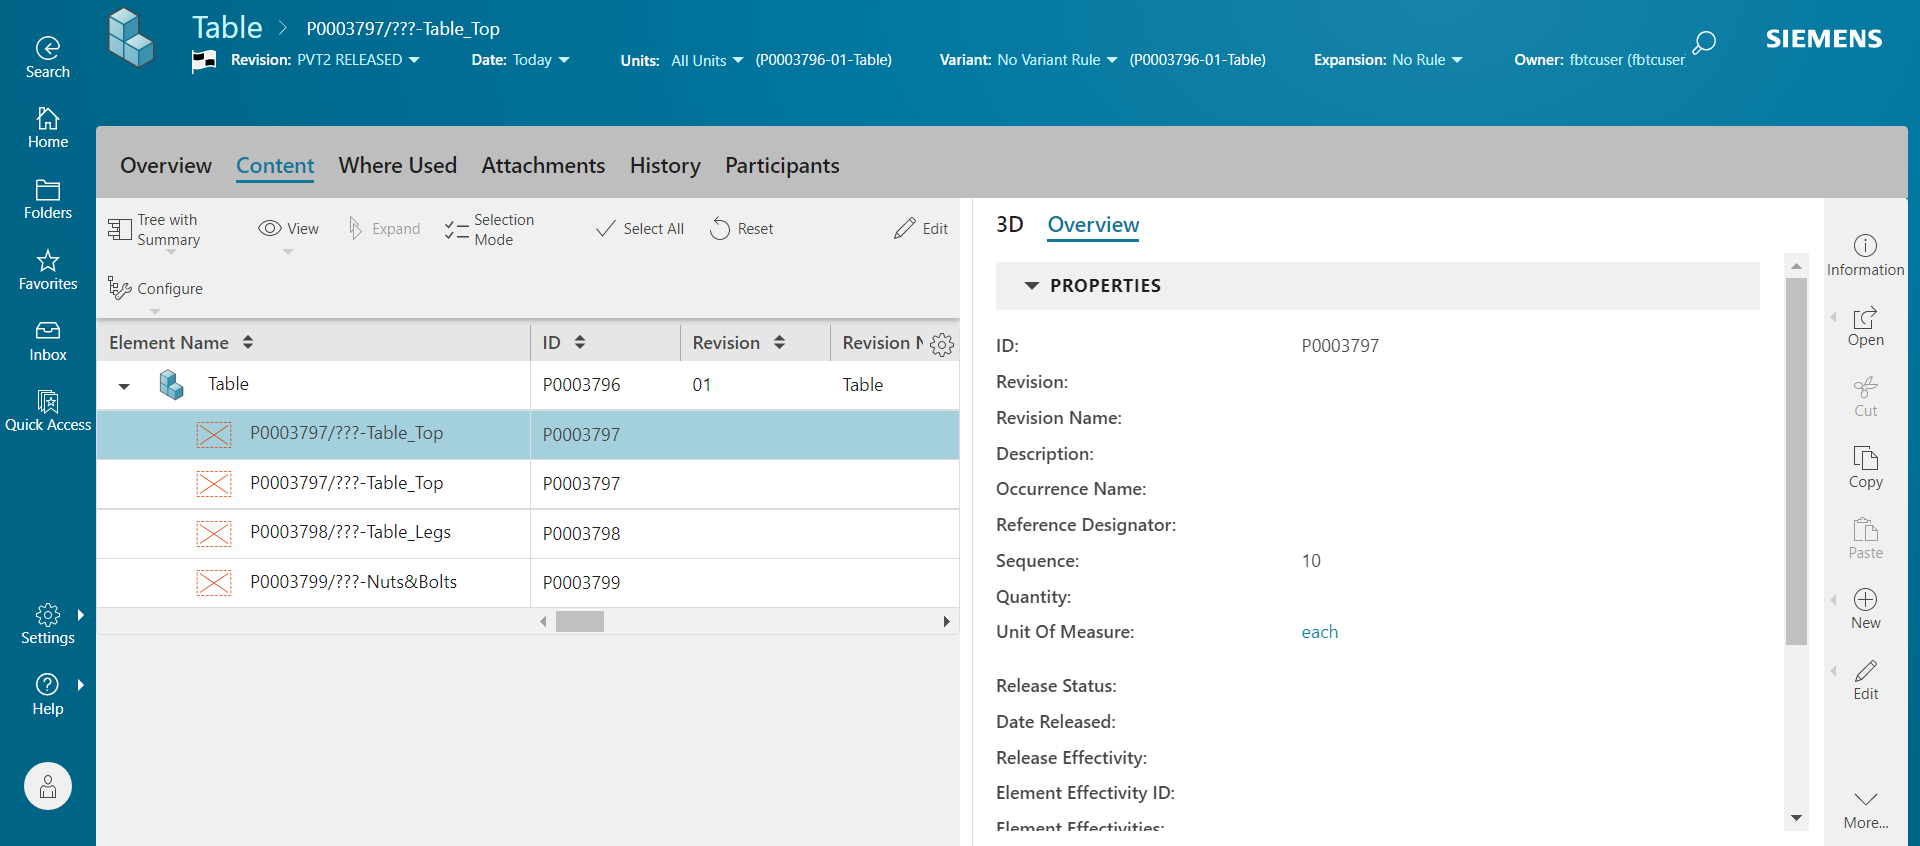 Table > P0003797/???-Table_Top
Revision: PVT2 RELEASED Date: Today Units: All Units (P0003796-01-Table) Variant: No Variant Rule (P0003796-01-Table) Expansion: No Rule Owner: fbtcuser (fbtcuser
SIEMENS
Search
Home
Folders
Favorites
Inbox
Quick Access
Settings
Help
Overview Content Where Used Attachments History Participants
Tree with
Summary
View
Expand
Selection
Mode
Select All
Reset
Edit
Configure
Element Name ID Revision Revision N
Table P0003796 01 Table
P0003797/???-Table_Top P0003797
P0003797/???-Table_Top P0003797
P0003798/???-Table_Legs P0003798
P0003799/???-Nuts&Bolts P0003799
3D Overview
PROPERTIES
ID: P0003797
Revision:
Revision Name:
Description:
Occurrence Name:
Reference Designator:
Sequence: 10
Quantity:
Unit Of Measure: each
Release Status:
Date Released:
Release Effectivity:
Element Effectivity ID:
Element Effectivities:
Information
Open
Cut
Copy
Paste
New
Edit
More...